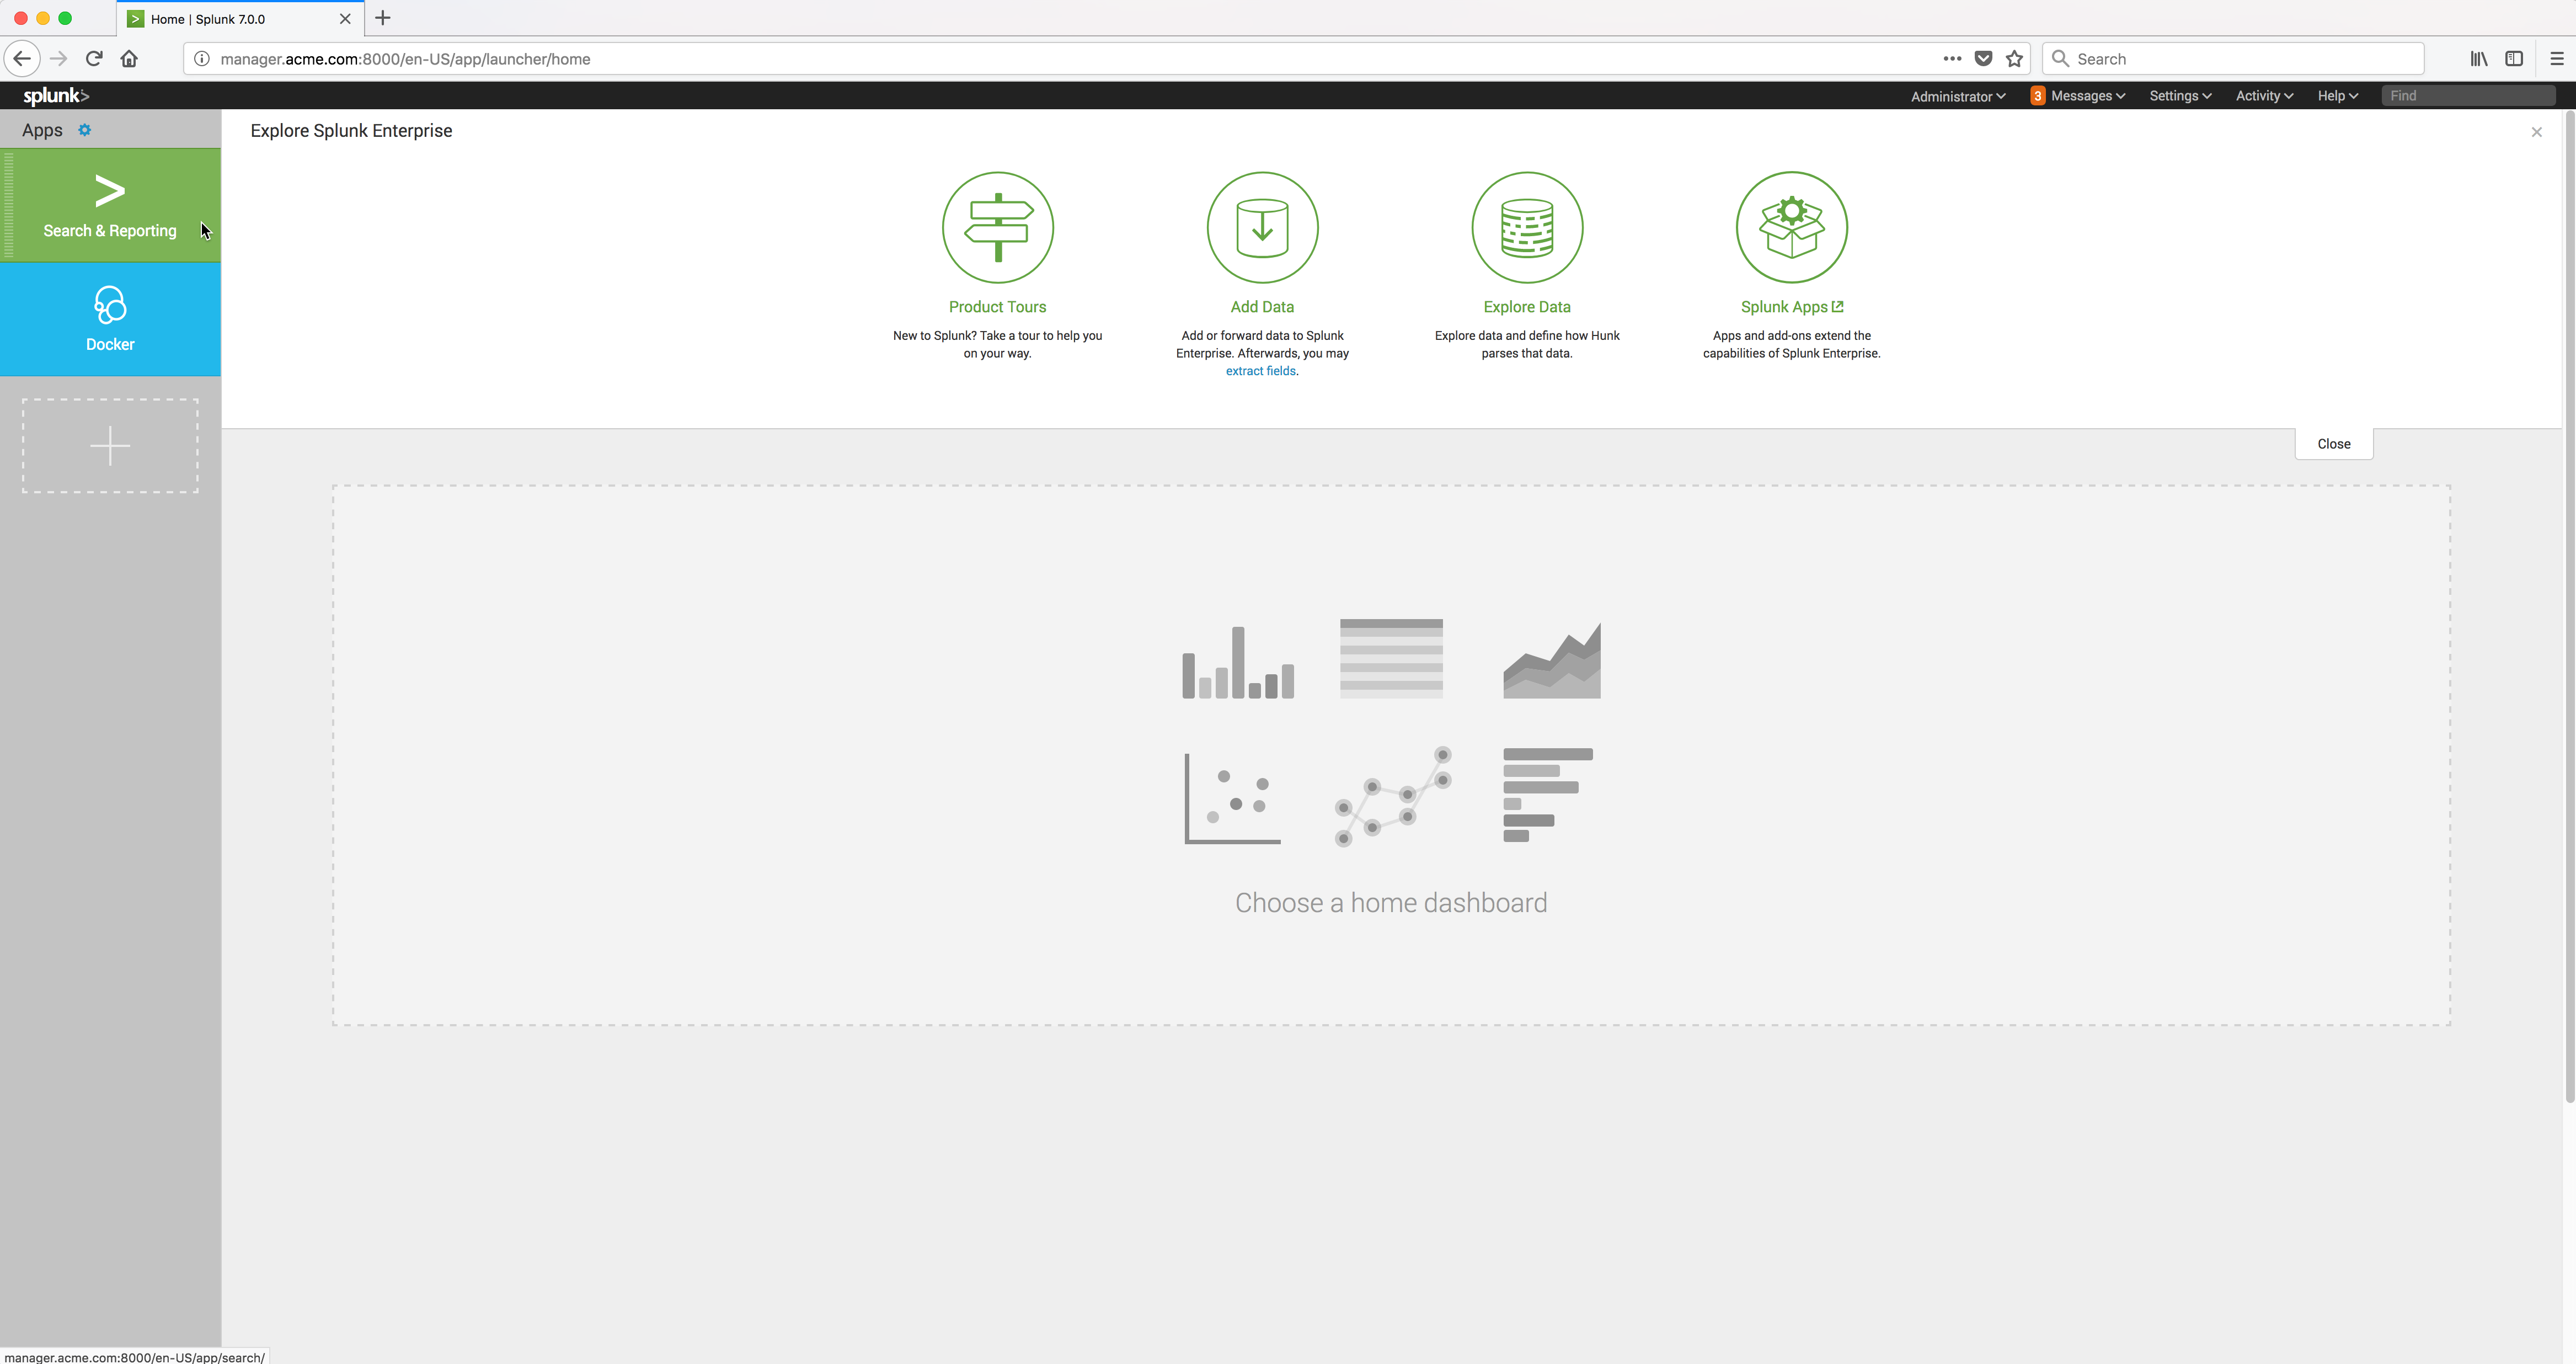 Home | Splunk 7.0.0
manager.acme.com:8000/en-US/app/launcher/home
Search
splunk>
Administrator
3 Messages
Settings
Activity
Help
Find
Apps
Explore Splunk Enterprise
Search & Reporting
Docker
Product Tours
New to Splunk? Take a tour to help you
on your way.
Add Data
Add or forward data to Splunk
Enterprise. Afterwards, you may
extract fields.
Explore Data
Explore data and define how Hunk
parses that data.
Splunk Apps
Apps and add-ons extend the
capabilities of Splunk Enterprise.
Close
Choose a home dashboard
manager.acme.com:8000/en-US/app/search/